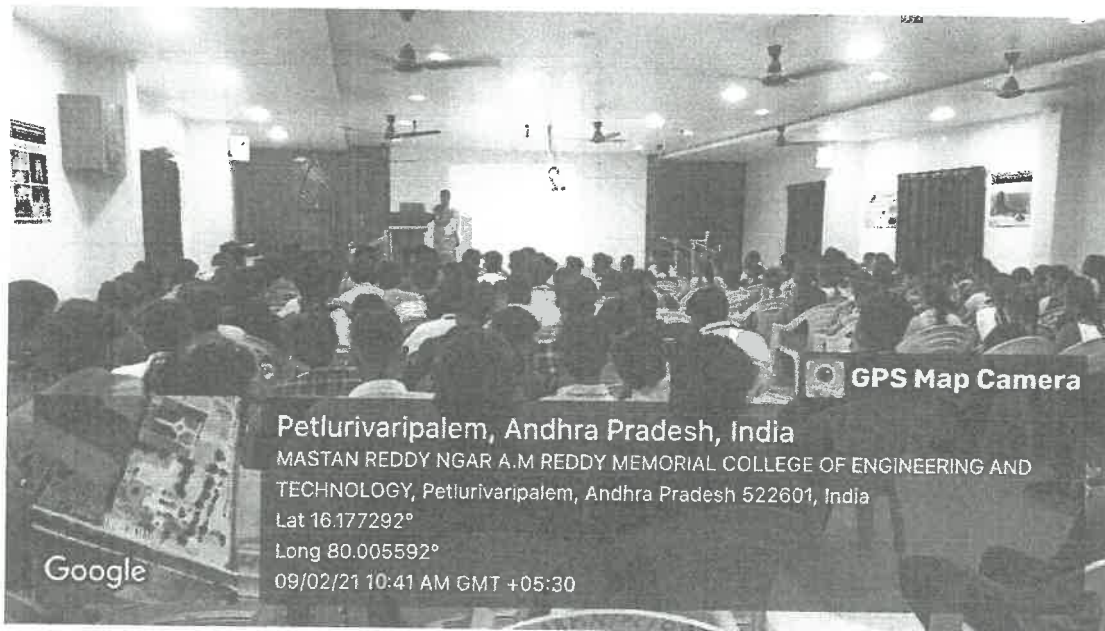 GPS Map Camera
Petlurivaripalem, Andhra Pradesh, India
MASTAN REDDY NGAR A.M REDDY MEMORIAL COLLEGE OF ENGINEERING AND
TECHNOLOGY, Petlurivaripalem, Andhra Pradesh 522601, India
Lat 16.177292°
Long 80.005592°
09/02/21 10:41 AM GMT +05:30
Google